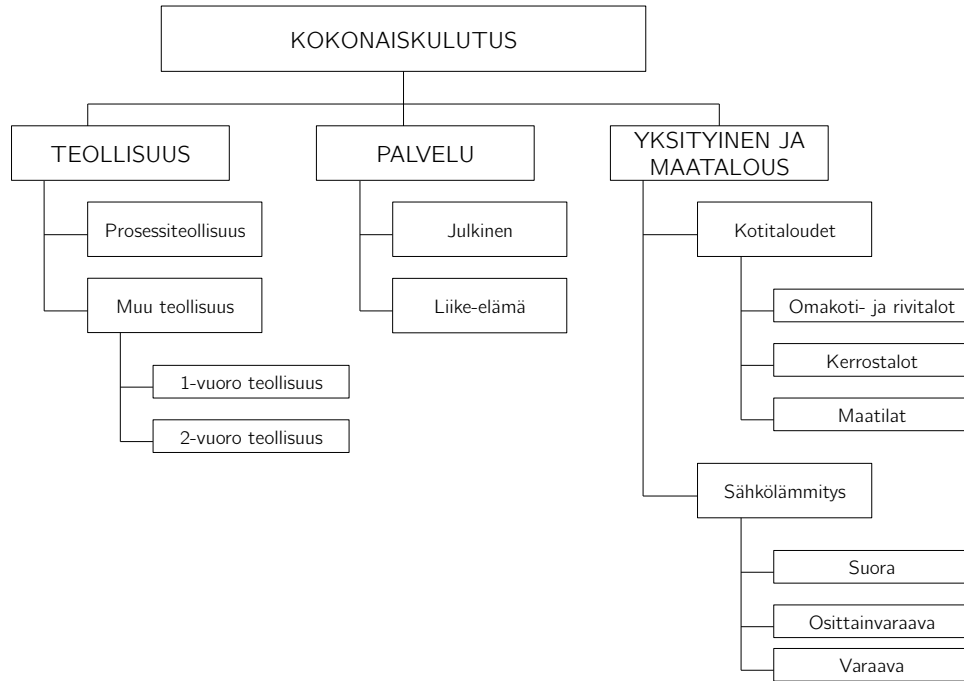 KOKONAISKULUTUS
TEOLLISUUS
Prosessiteollisuus
Muu teollisuus
1-vuoro teollisuus
2-vuoro teollisuus
PALVELU
Julkinen
Liike-elämä
YKSITYINEN JA
MAATALOUS
Kotitaloudet
Omakoti- ja rivitalot
Kerrostalot
Maatilat
Sähkölämmitys
Suora
Osittainvaraava
Varaava